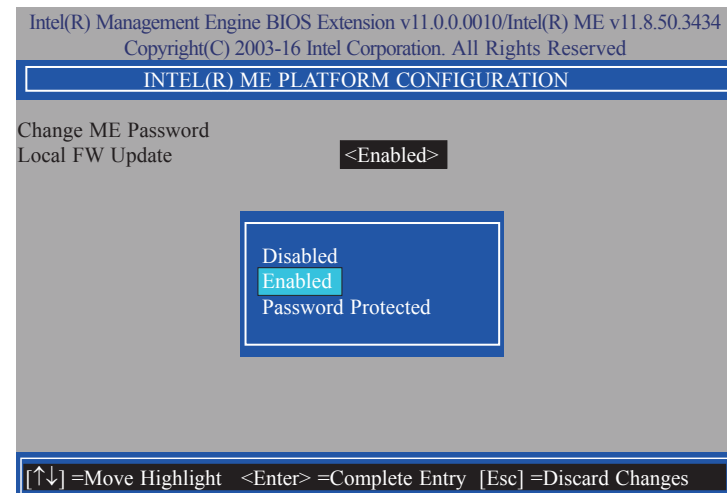 Intel(R) Management Engine BIOS Extension v11.0.0.0010/Intel(R) ME v11.8.50.3434
Copyright(C) 2003-16 Intel Corporation. All Rights Reserved
INTEL(R) ME PLATFORM CONFIGURATION
Change ME Password
Local FW Update <Enabled>
Disabled
Enabled
Password Protected
[↑↓] =Move Highlight <Enter> =Complete Entry [Esc] =Discard Changes